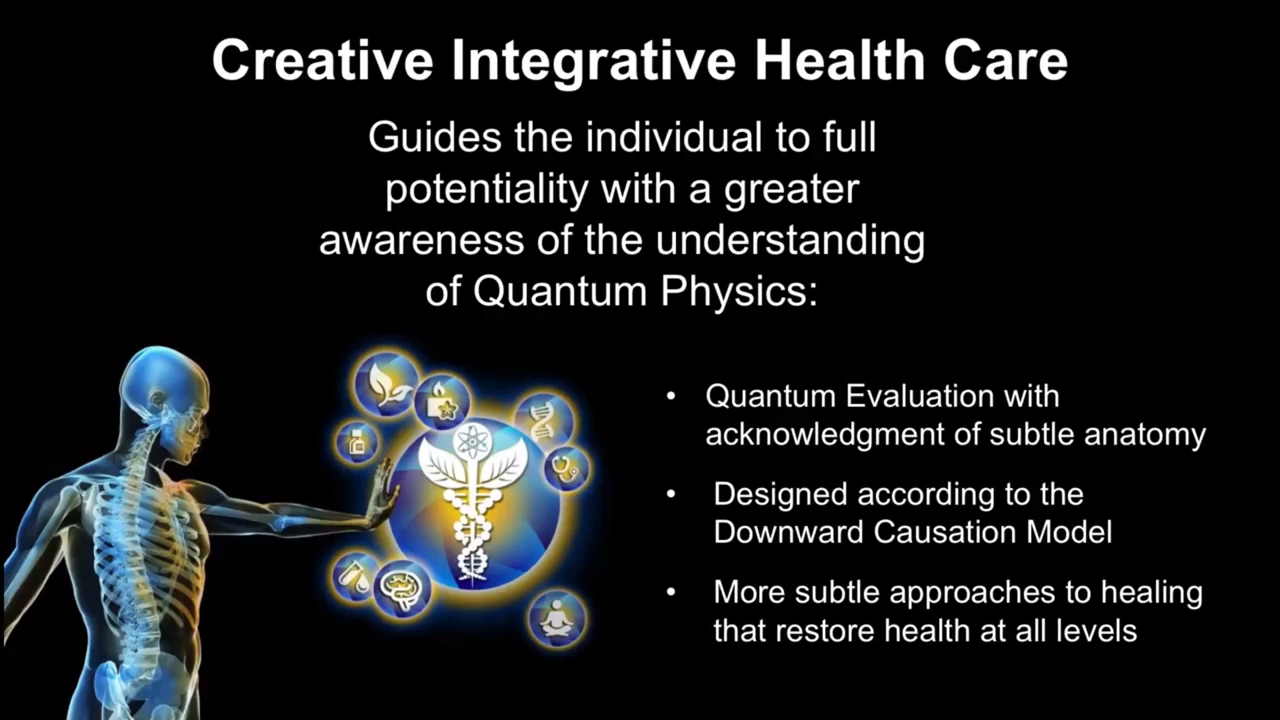 Creative Integrative Health Care
Guides the individual to full
potentiality with a greater
awareness of the understanding
of Quantum Physics:
• Quantum Evaluation with
acknowledgment of subtle anatomy
• Designed according to the
Downward Causation Model
• More subtle approaches to healing
that restore health at all levels